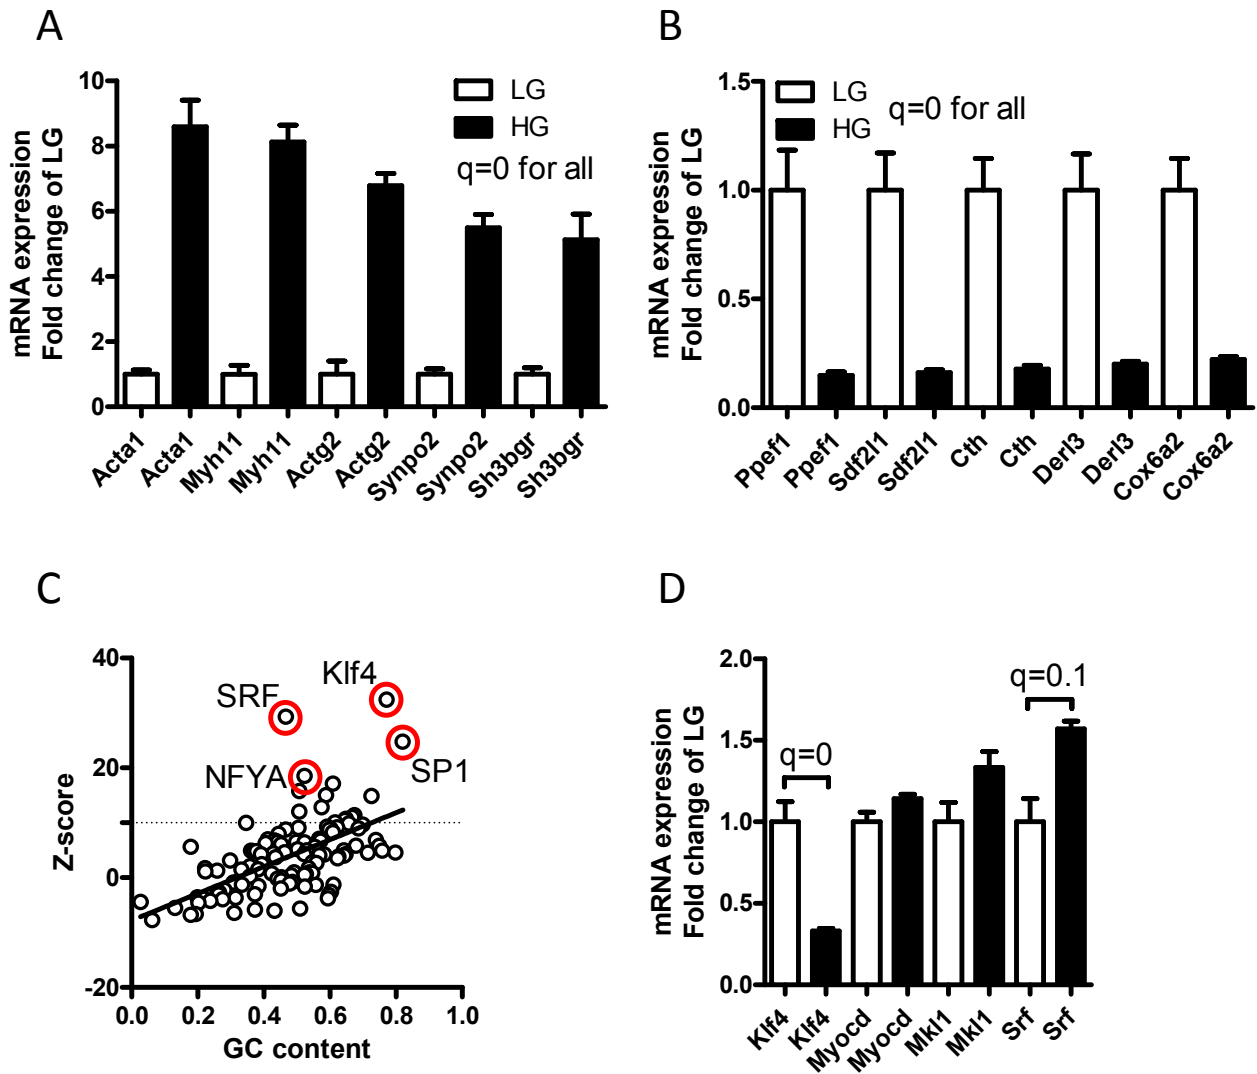 A
mRNA expression
Fold change of LG
10
8
6
4
2
0
LG
HG
q=0 for all
Acta1
Acta1
Myh11
Myh11
Actg2
Actg2
Synpo2
Synpo2
Sh3bgr
Sh3bgr
B
mRNA expression
Fold change of LG
1.5
1.0
0.5
0.0
LG
HG
q=0 for all
Ppef1
Ppef1
Sdf2l1
Sdf2l1
Cth
Cth
Derl3
Derl3
Cox6a2
Cox6a2
C
Z-score
40
20
0
-20
SRF
Klf4
NFYA
SP1
0.0
0.2
0.4
0.6
0.8
1.0
GC content
D
mRNA expression
Fold change of LG
2.0
1.5
1.0
0.5
0.0
q=0
q=0.1
Klf4
Klf4
Myocd
Myocd
Mkl1
Mkl1
Srf
Srf